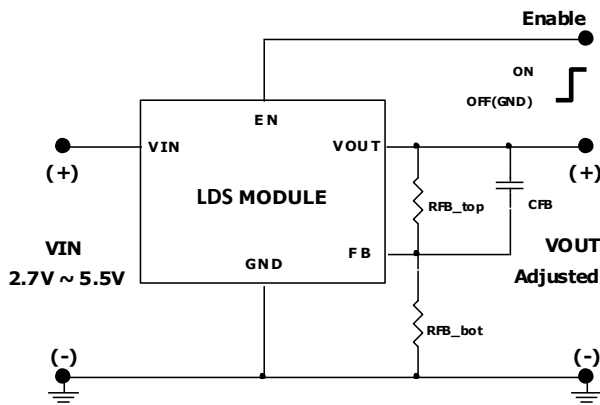 Enable
ON
OFF(GND)
EN
VIN
VOUT
(+)
(+)
LDS MODULE
RFB_top
CFB
VIN
2.7V ~ 5.5V
GND
FB
VOUT
Adjusted
RFB_bot
(-)
(-)